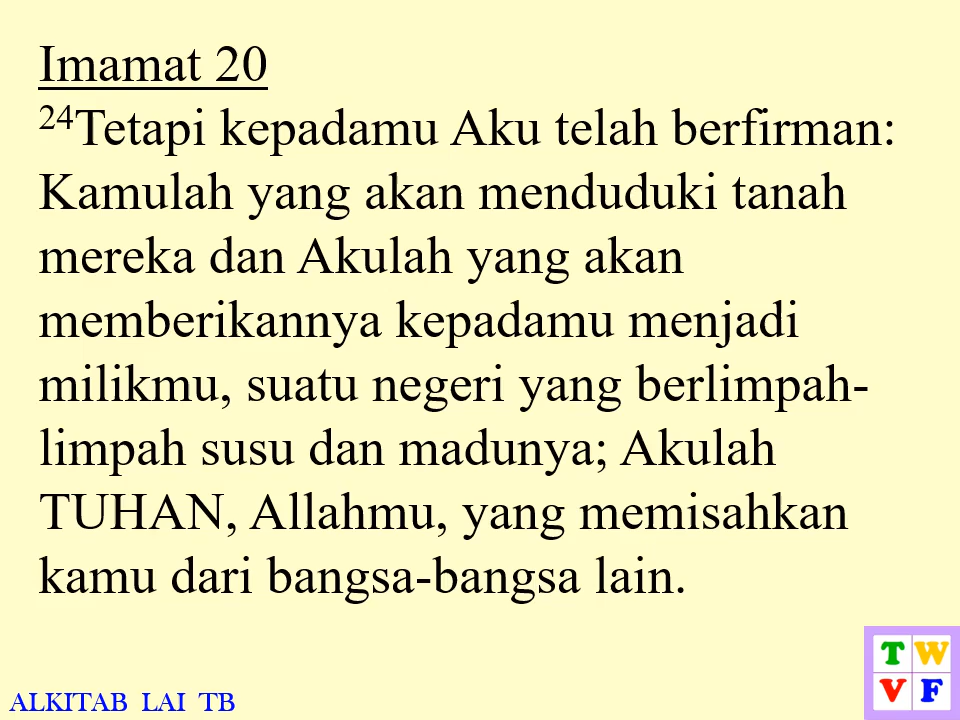 Imamat 20
24Tetapi kepadamu Aku telah berfirman:
Kamulah yang akan menduduki tanah
mereka dan Akulah yang akan
memberikannya kepadamu menjadi
milikmu, suatu negeri yang berlimpah-
limpah susu dan madunya; Akulah
TUHAN, Allahmu, yang memisahkan
kamu dari bangsa-bangsa lain.
T W
V F
ALKITAB LAI TB